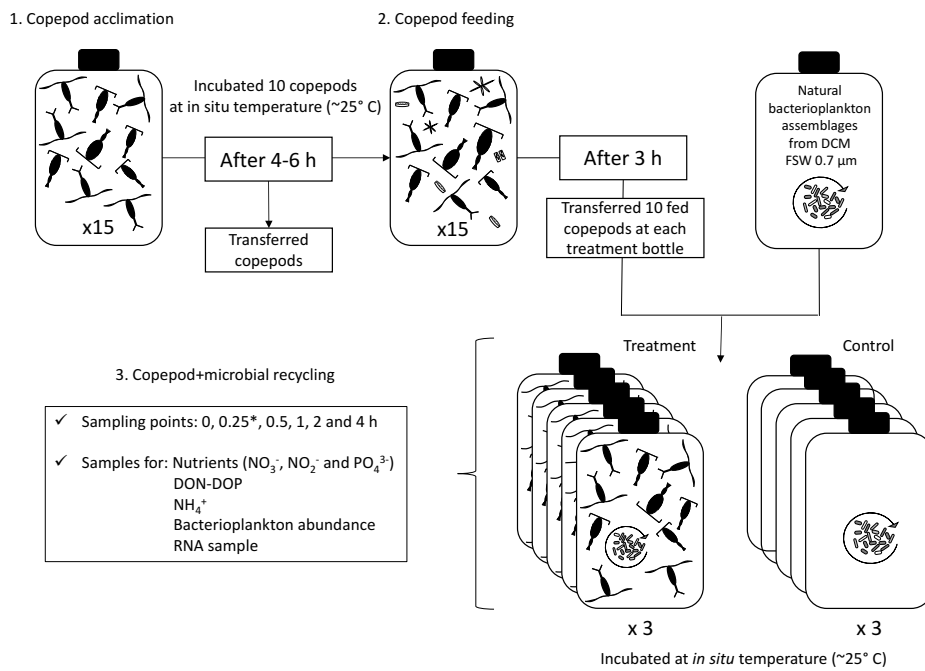 1. Copepod acclimation
2. Copepod feeding
Incubated 10 copepods
at in situ temperature (~25° C)
After 4-6 h
Transferred
copepods
x15
x15
After 3 h
Transferred 10 fed
copepods at each
treatment bottle
Natural
bacterioplankton
assemblages
from DCM
FSW 0.7 µm
3. Copepod+microbial recycling
✓ Sampling points: 0, 0.25*, 0.5, 1, 2 and 4 h
✓ Samples for: Nutrients (NO₃⁻, NO₂⁻ and PO₄³⁻)
DON-DOP
NH₄⁺
Bacterioplankton abundance
RNA sample
Treatment
Control
x 3
x 3
Incubated at in situ temperature (~25° C)